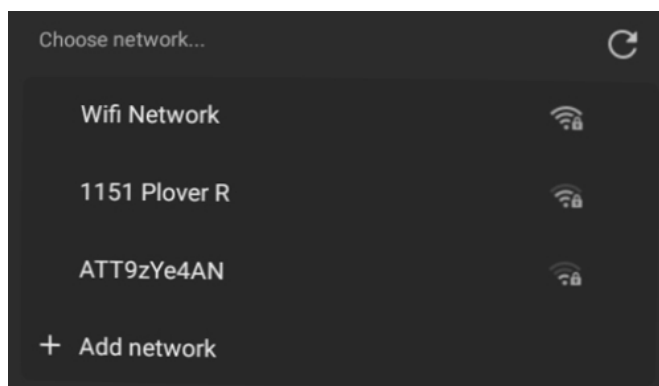 Choose network...
Wifi Network
1151 Plover R
ATT9zYe4AN
+ Add network